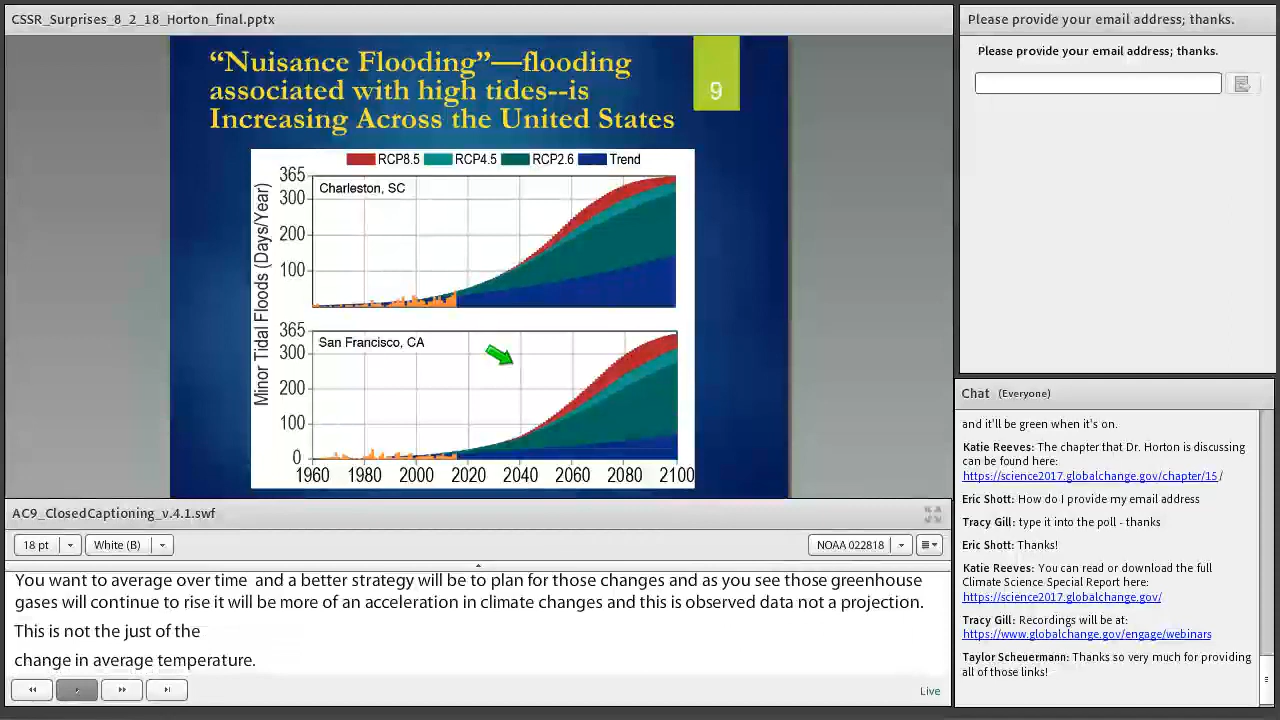 CSSR_Surprises_8_2_18_Horton_final.pptx
“Nuisance Flooding”—flooding
associated with high tides--is
Increasing Across the United States
9
RCP8.5 RCP4.5 RCP2.6 Trend
Minor Tidal Floods (Days/Year)
365
300
200
100
Charleston, SC
365
300
200
100
0
San Francisco, CA
1960 1980 2000 2020 2040 2060 2080 2100
AC9_ClosedCaptioning_v.4.1.swf
18 pt White (B) NOAA 022818
You want to average over time and a better strategy will be to plan for those changes and as you see those greenhouse
gases will continue to rise it will be more of an acceleration in climate changes and this is observed data not a projection.
This is not the just of the
change in average temperature.
Live
Please provide your email address; thanks.
Please provide your email address; thanks.
Chat (Everyone)
and it'll be green when it's on.
Katie Reeves: The chapter that Dr. Horton is discussing
can be found here:
https://science2017.globalchange.gov/chapter/15/
Eric Shott: How do I provide my email address
Tracy Gill: type it into the poll - thanks
Eric Shott: Thanks!
Katie Reeves: You can read or download the full
Climate Science Special Report here:
https://science2017.globalchange.gov/
Tracy Gill: Recordings will be at:
https://www.globalchange.gov/engage/webinars
Taylor Scheuermann: Thanks so very much for providing
all of those links!